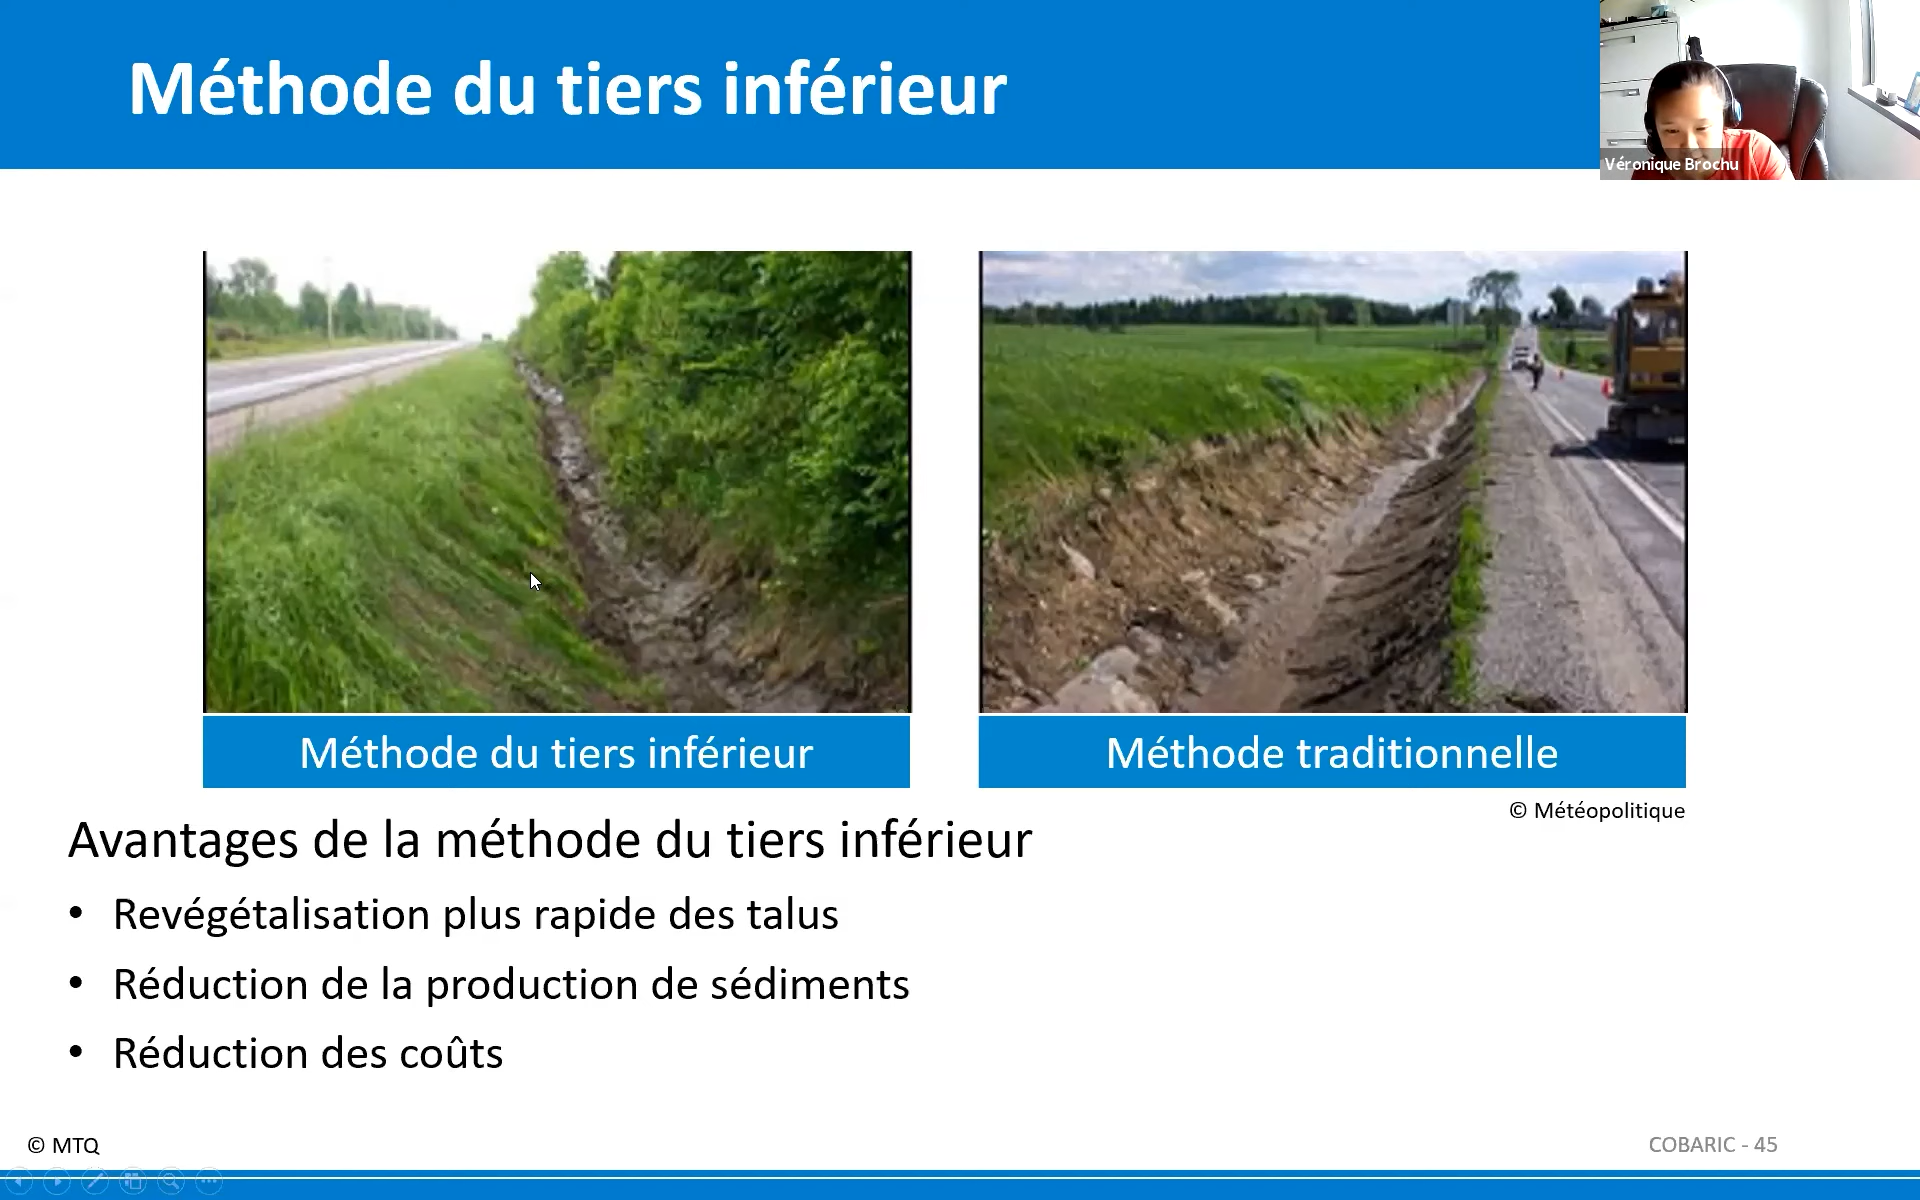 Méthode du tiers inférieur
Véronique Brochu
Méthode du tiers inférieur
Méthode traditionnelle
© Météopolitique
Avantages de la méthode du tiers inférieur
• Revégétalisation plus rapide des talus
• Réduction de la production de sédiments
• Réduction des coûts
© MTQ
COBARIC - 45